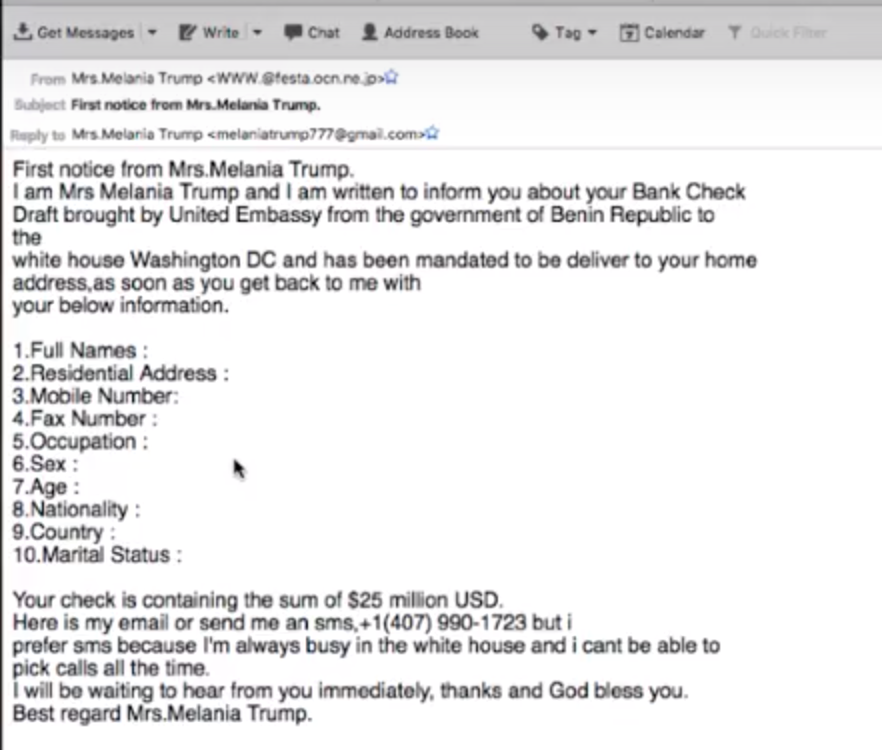 Get Messages Write Chat Address Book Tag Calendar Quick Filter
From Mrs.Melania Trump <WWW.@festa.ocn.ne.jp>
Subject First notice from Mrs.Melania Trump.
Reply to Mrs.Melania Trump <melaniatrump777@gmail.com>
First notice from Mrs.Melania Trump.
I am Mrs Melania Trump and I am written to inform you about your Bank Check
Draft brought by United Embassy from the government of Benin Republic to
the
white house Washington DC and has been mandated to be deliver to your home
address,as soon as you get back to me with
your below information.
1.Full Names :
2.Residential Address :
3.Mobile Number:
4.Fax Number :
5.Occupation :
6.Sex :
7.Age :
8.Nationality :
9.Country :
10.Marital Status :
Your check is containing the sum of $25 million USD.
Here is my email or send me an sms,+1(407) 990-1723 but i
prefer sms because I'm always busy in the white house and i cant be able to
pick calls all the time.
I will be waiting to hear from you immediately, thanks and God bless you.
Best regard Mrs.Melania Trump.